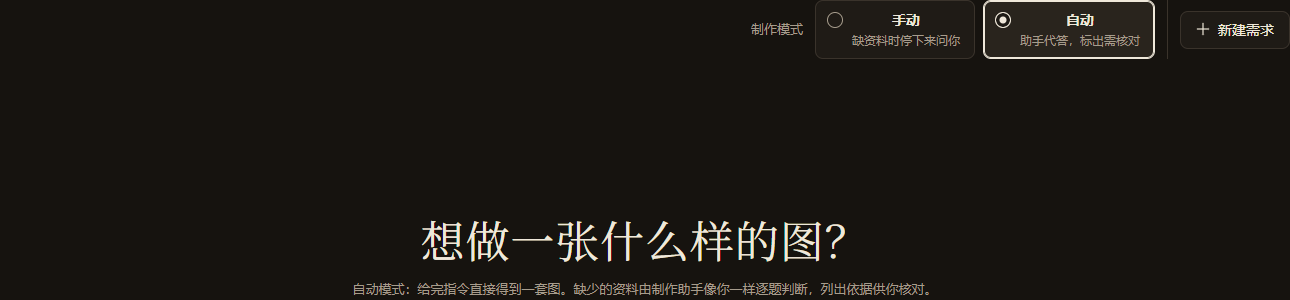 制作模式
手动
缺资料时停下来问你
自动
助手代答，标出需核对
新建需求
想做一张什么样的图？
自动模式：给完指令直接得到一套图。缺少的资料由制作助手像你一样逐题判断，列出依据供你核对。